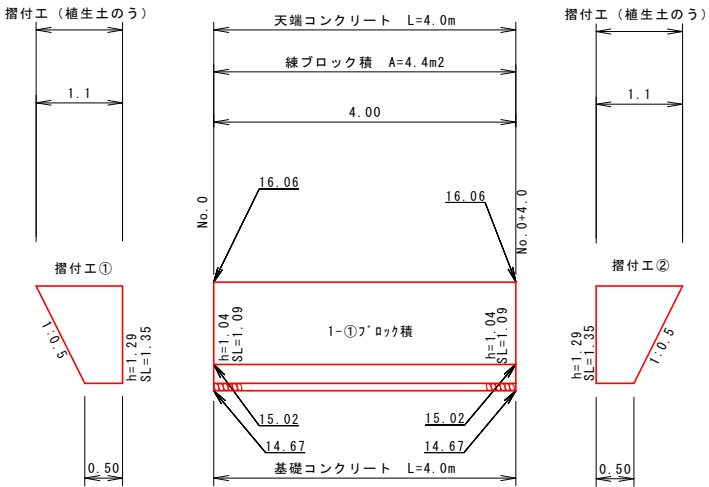 摺付工（植生土のう）
天端コンクリート　L=4.0m
摺付工（植生土のう）
練ブロック積　A=4.4m2
1.1
4.00
1.1
16.06
16.06
No.0
No.0+4.0
摺付工①
摺付工②
1:0.5
h=1.29
SL=1.35
h=1.04
SL=1.09
1-①ﾌﾞﾛｯｸ積
h=1.04
SL=1.09
h=1.29
SL=1.35
1:0.5
15.02
15.02
14.67
14.67
0.50
基礎コンクリート　L=4.0m
0.50